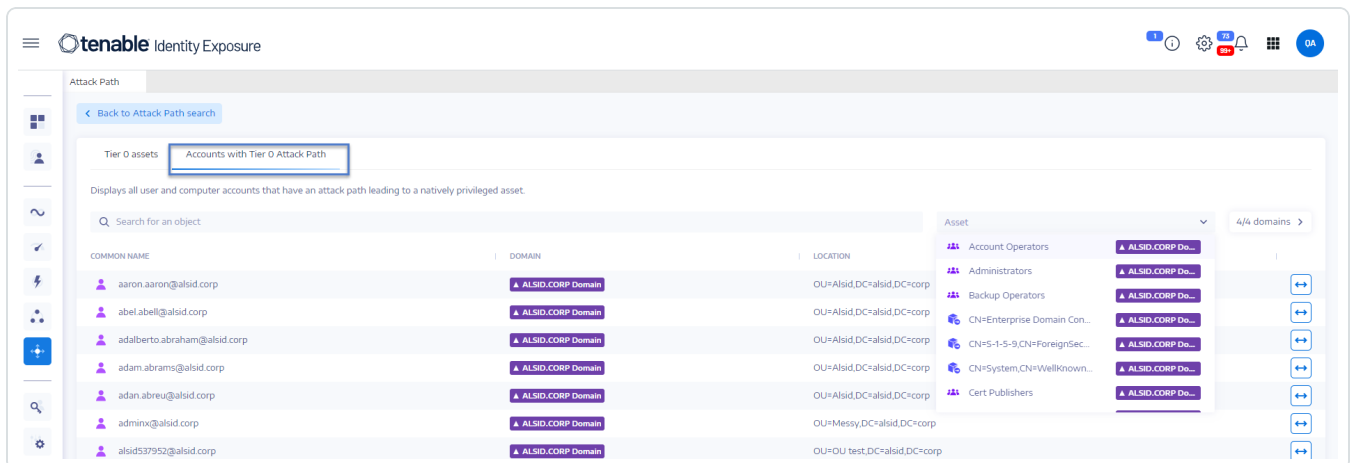 tenable Identity Exposure
1
73
99+
QA
Attack Path
Back to Attack Path search
Tier 0 assets Accounts with Tier 0 Attack Path
Displays all user and computer accounts that have an attack path leading to a natively privileged asset.
Search for an object Asset 4/4 domains
COMMON NAME DOMAIN LOCATION
Account Operators ALSID.CORP Do...
Administrators ALSID.CORP Do...
Backup Operators ALSID.CORP Do...
CN=Enterprise Domain Con... ALSID.CORP Do...
CN=S-1-5-9,CN=ForeignSec... ALSID.CORP Do...
CN=System,CN=WellKnown... ALSID.CORP Do...
Cert Publishers ALSID.CORP Do...
aaron.aaron@alsid.corp ALSID.CORP Domain OU=Alsid,DC=alsid,DC=corp
abel.abell@alsid.corp ALSID.CORP Domain OU=Alsid,DC=alsid,DC=corp
adalberto.abraham@alsid.corp ALSID.CORP Domain OU=Alsid,DC=alsid,DC=corp
adam.abrams@alsid.corp ALSID.CORP Domain OU=Alsid,DC=alsid,DC=corp
adan.abreu@alsid.corp ALSID.CORP Domain OU=Alsid,DC=alsid,DC=corp
adminx@alsid.corp ALSID.CORP Domain OU=Messy,DC=alsid,DC=corp
alsid537952@alsid.corp ALSID.CORP Domain OU=OU test,DC=alsid,DC=corp